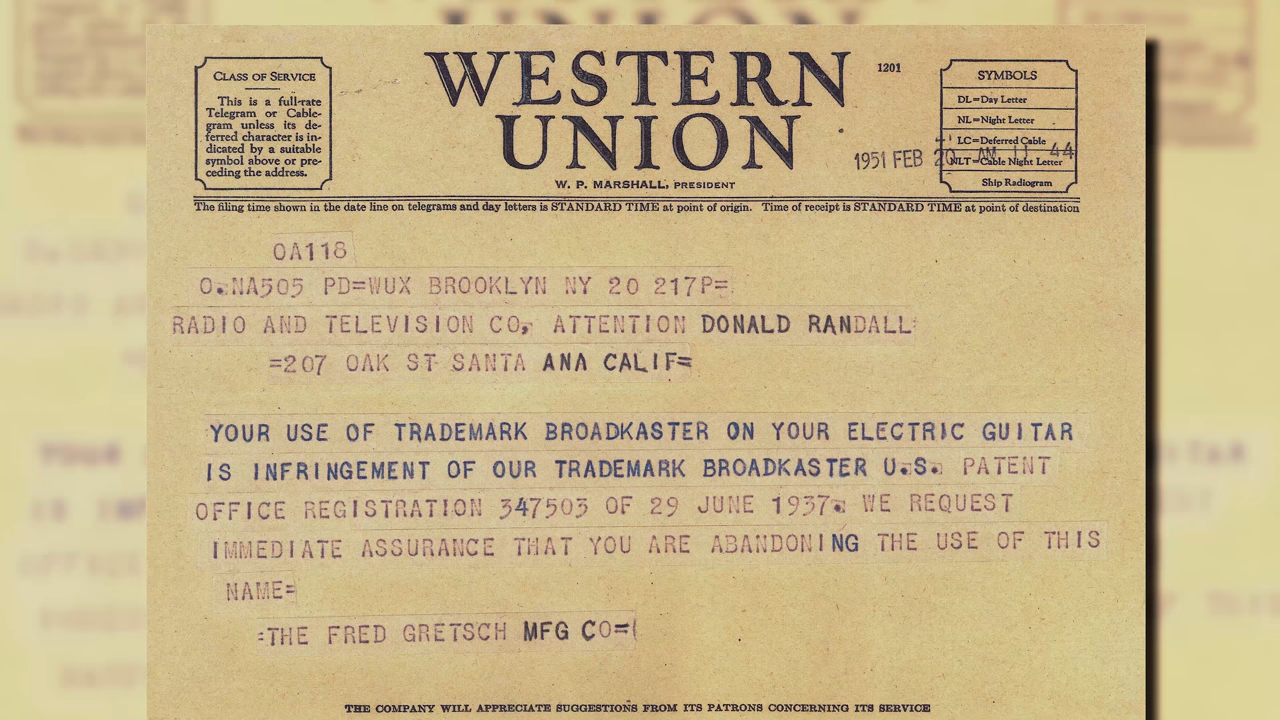 WESTERN
UNION
1201
W. P. MARSHALL, PRESIDENT
CLASS OF SERVICE
This is a full-rate
Telegram or Cable-
gram unless its de-
ferred character is in-
dicated by a suitable
symbol above or pre-
ceding the address.
SYMBOLS
DL=Day Letter
NL=Night Letter
LC=Deferred Cable
NLT=Cable Night Letter
Ship Radiogram
1951 FEB 20 AM 11 44
The filing time shown in the date line on telegrams and day letters is STANDARD TIME at point of origin. Time of receipt is STANDARD TIME at point of destination
OA118
O.NA505 PD=WUX BROOKLYN NY 20 217P=
RADIO AND TELEVISION CO, ATTENTION DONALD RANDALL
=207 OAK ST SANTA ANA CALIF=
YOUR USE OF TRADEMARK BROADKASTER ON YOUR ELECTRIC GUITAR
IS INFRINGEMENT OF OUR TRADEMARK BROADKASTER U.S. PATENT
OFFICE REGISTRATION 347503 OF 29 JUNE 1937. WE REQUEST
IMMEDIATE ASSURANCE THAT YOU ARE ABANDONING THE USE OF THIS
NAME=
=THE FRED GRETSCH MFG CO=
THE COMPANY WILL APPRECIATE SUGGESTIONS FROM ITS PATRONS CONCERNING ITS SERVICE